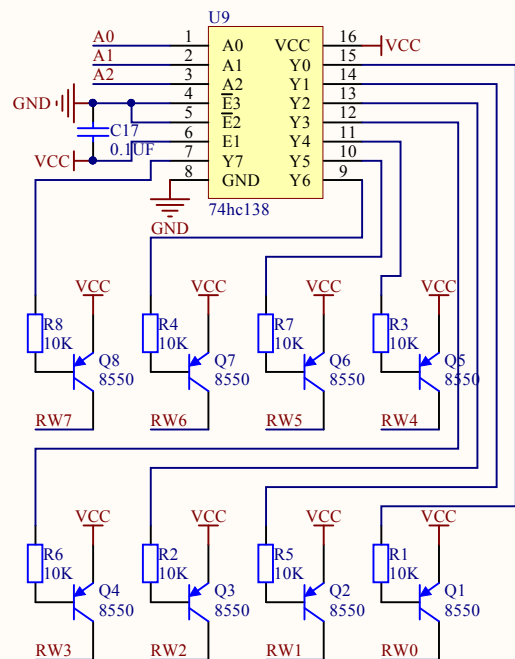 U9
A0 1 A0 VCC 16 VCC
A1 2 A1 Y0 15
A2 3 A2 Y1 14
GND 4 E3 Y2 13
5 E2 Y3 12
C17 6 E1 Y4 11
VCC 0.1UF 7 Y7 Y5 10
8 GND Y6 9
GND 74hc138
VCC VCC VCC VCC
R8 R4 R7 R3
10K Q8 10K Q7 10K Q6 10K Q5
8550 8550 8550 8550
RW7 RW6 RW5 RW4
VCC VCC VCC VCC
R6 R2 R5 R1
10K Q4 10K Q3 10K Q2 10K Q1
8550 8550 8550 8550
RW3 RW2 RW1 RW0